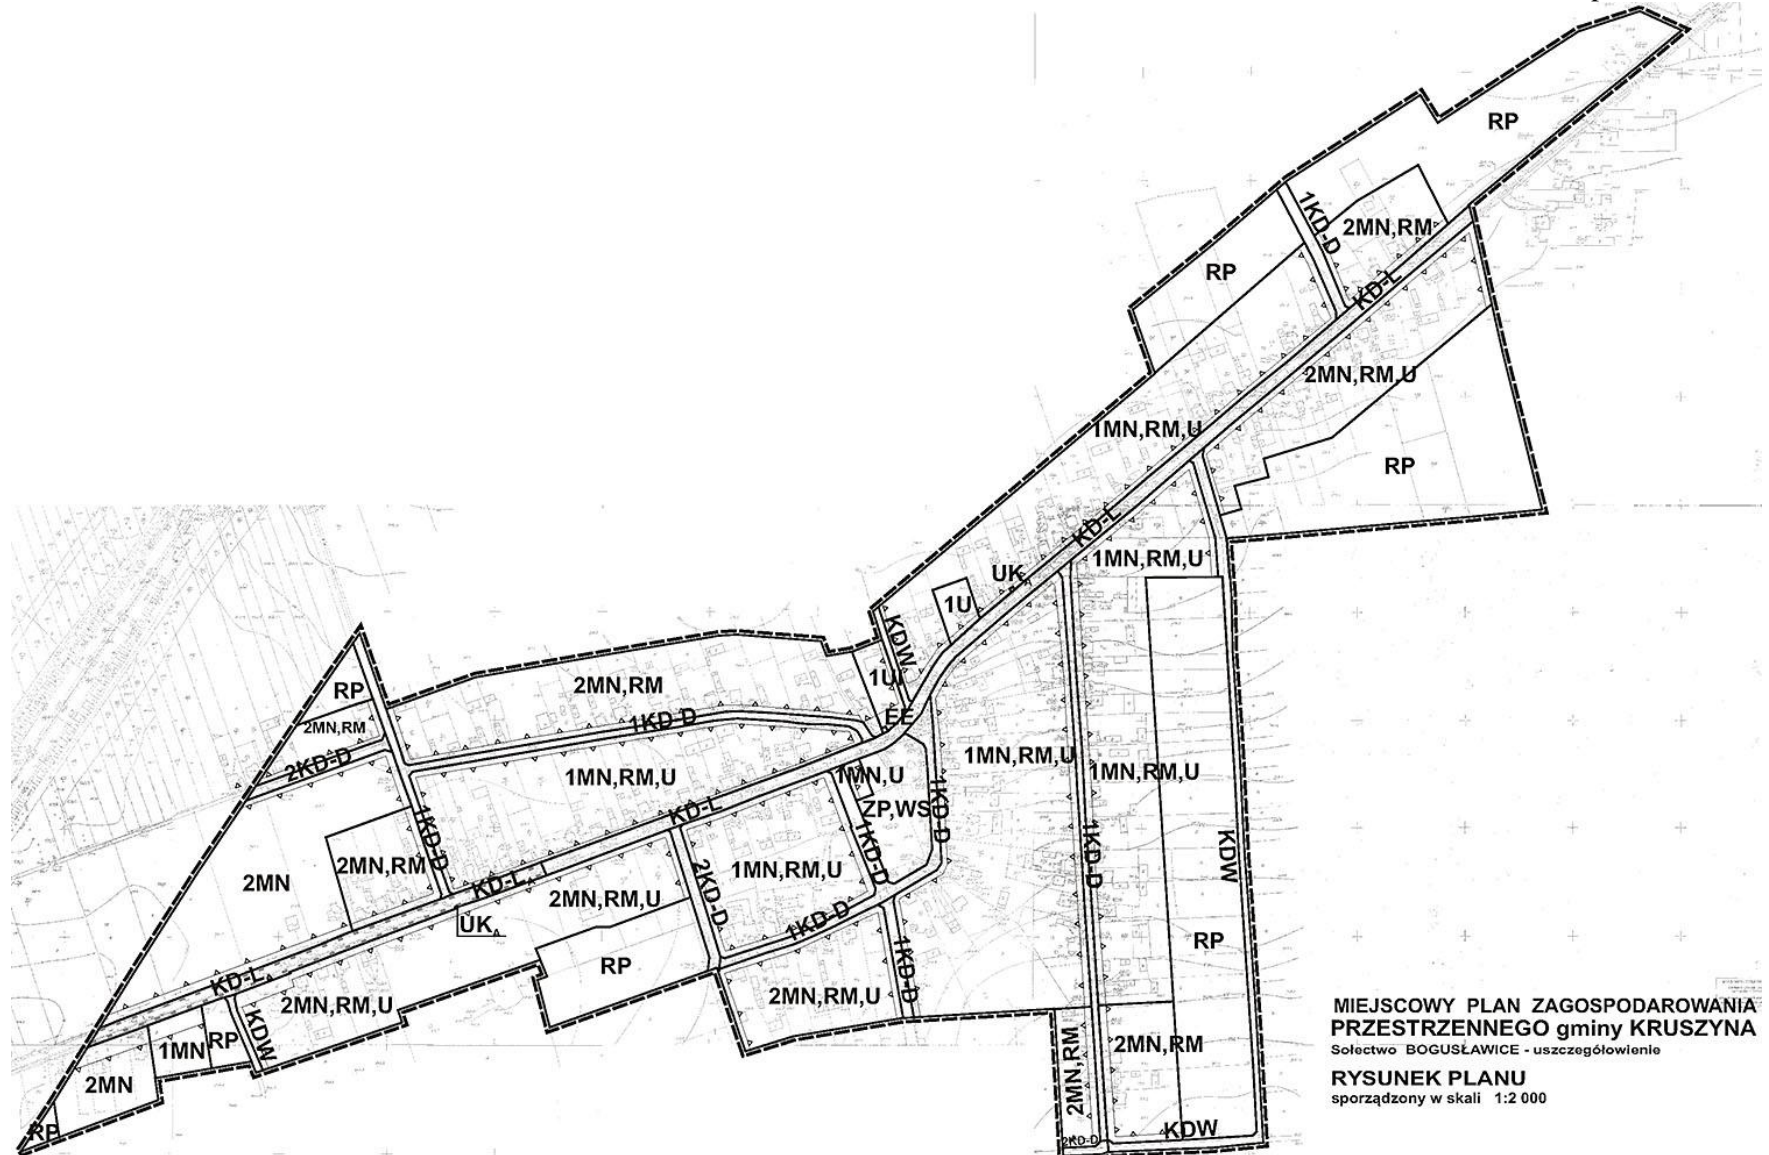 RP
1KD-D
2MN,RM
RP
KD-L
2MN,RM,U
1MN,RM,U
RP
KD-L
1MN,RM,U
UK
1U
KDW
1U
RP
2MN,RM
2MN,RM
EE
1KD-D
2KD-D
1MN,RM,U
1MN,U
1MN,RM,U
1MN,RM,U
ZP,WS
1KD-D
KD-L
1KD-D
1KD-D
1KD-D
KDW
2MN
2MN,RM
KD-L
2MN,RM,U
2KD-D
1MN,RM,U
UK
1KD-D
RP
RP
1KD-D
KD-L
2MN,RM,U
2MN,RM,U
1MN
RP
KDW
2MN
RP
2MN,RM
2MN,RM
2KD-D
KDW
MIEJSCOWY PLAN ZAGOSPODAROWANIA
PRZESTRZENNEGO gminy KRUSZYNA
Sołectwo BOGUSŁAWICE - uszczegółowienie
RYSUNEK PLANU
sporządzony w skali 1:2 000